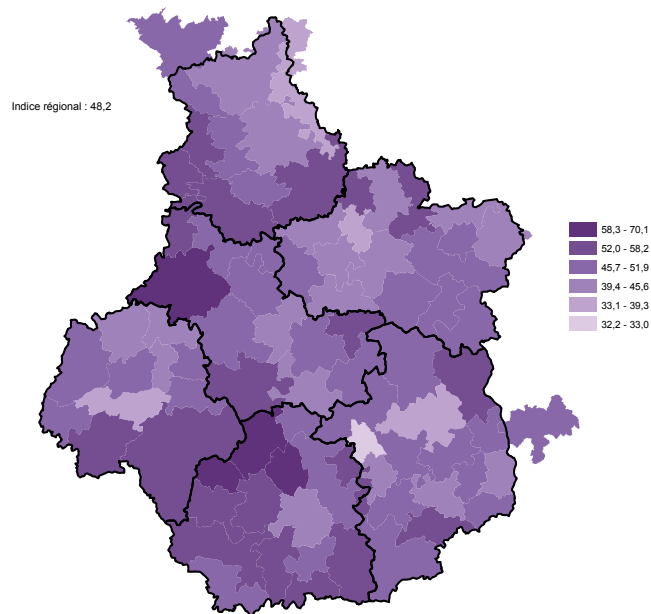 Indice régional : 48,2
58,3 - 70,1
52,0 - 58,2
45,7 - 51,9
39,4 - 45,6
33,1 - 39,3
32,2 - 33,0